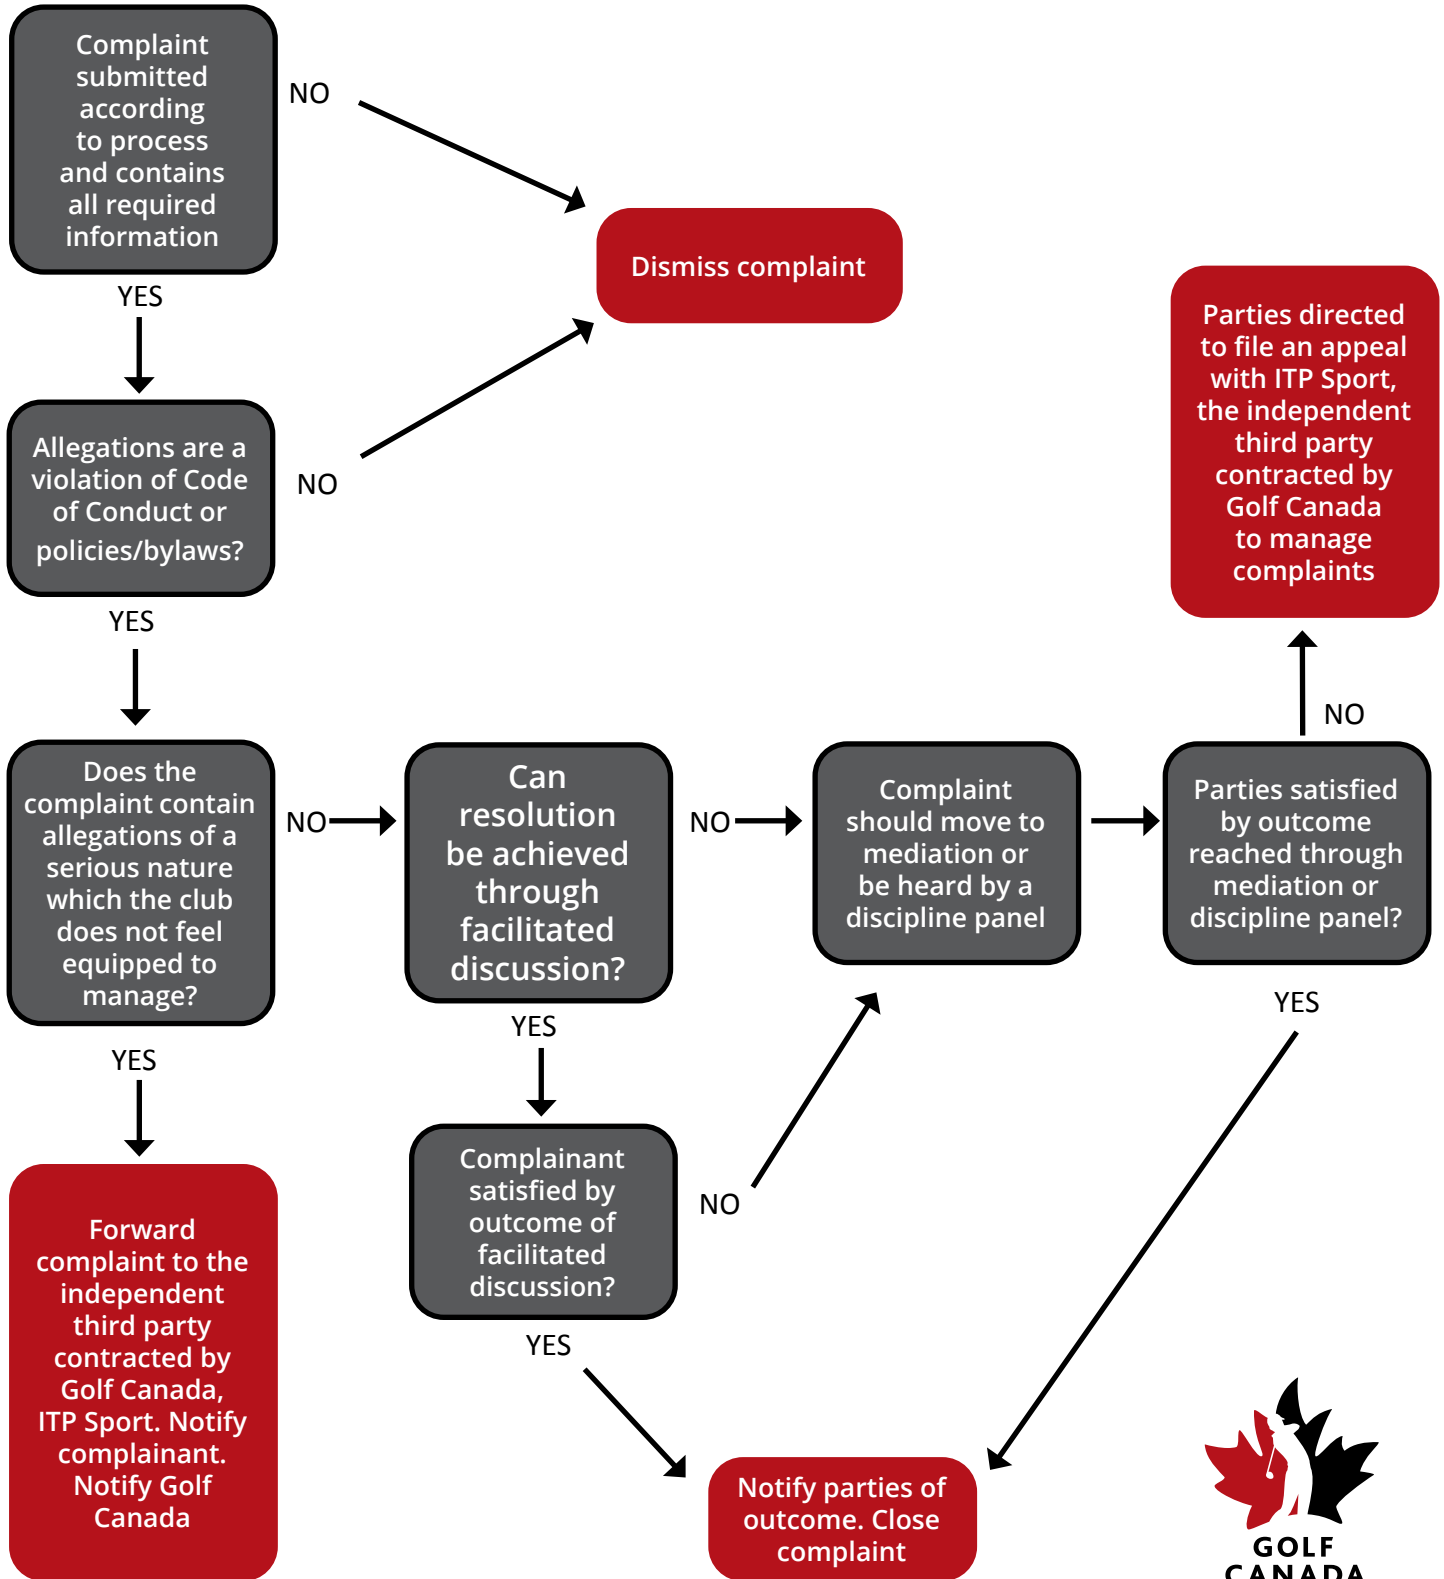 Complaint
submitted
according
to process
and contains
all required
information
NO
YES
Dismiss complaint
Allegations are a
violation of Code
of Conduct or
policies/bylaws?
NO
YES
Parties directed
to file an appeal
with ITP Sport,
the independent
third party
contracted by
Golf Canada
to manage
complaints
NO
Does the
complaint contain
allegations of a
serious nature
which the club
does not feel
equipped to
manage?
NO
YES
Can
resolution
be achieved
through
facilitated
discussion?
NO
YES
Complaint
should move to
mediation or
be heard by a
discipline panel
Parties satisfied
by outcome
reached through
mediation or
discipline panel?
YES
Complainant
satisfied by
outcome of
facilitated
discussion?
NO
YES
Forward
complaint to the
independent
third party
contracted by
Golf Canada,
ITP Sport. Notify
complainant.
Notify Golf
Canada
Notify parties of
outcome. Close
complaint
GOLF
CANADA